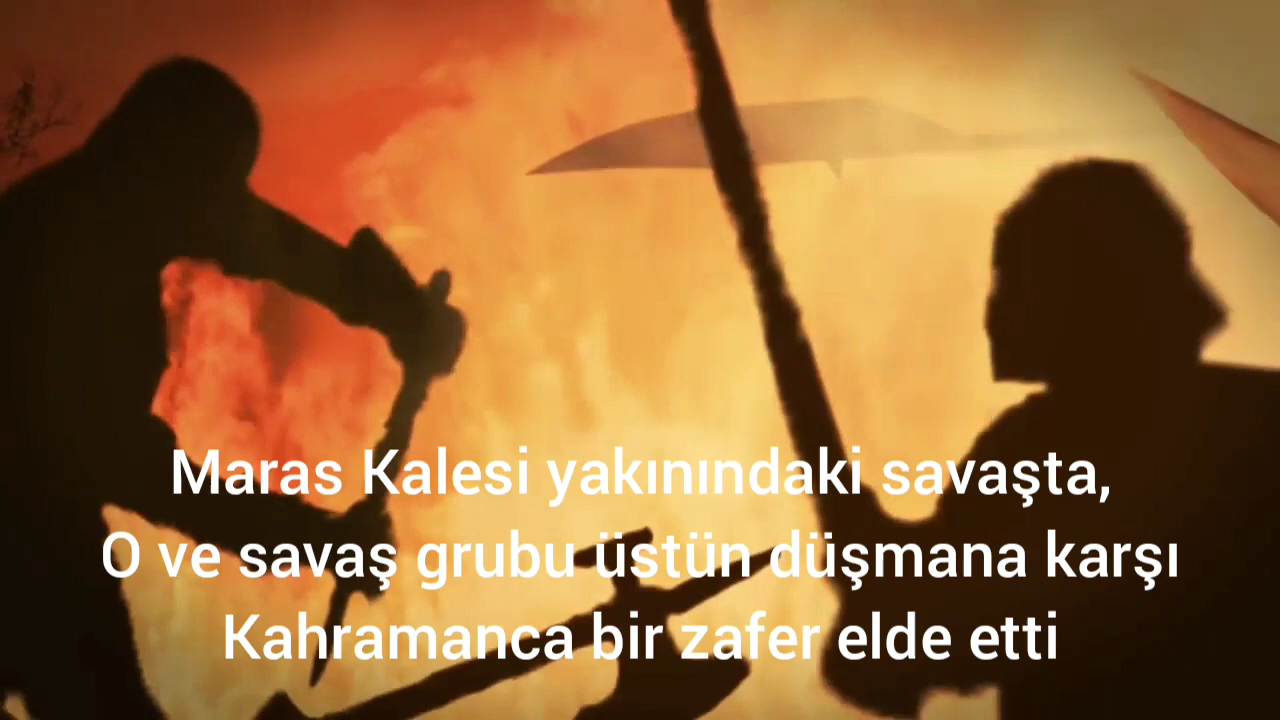 Maras Kalesi yakınındaki savaşta,
O ve savaş grubu üstün düşmana karşı
Kahramanca bir zafer elde etti